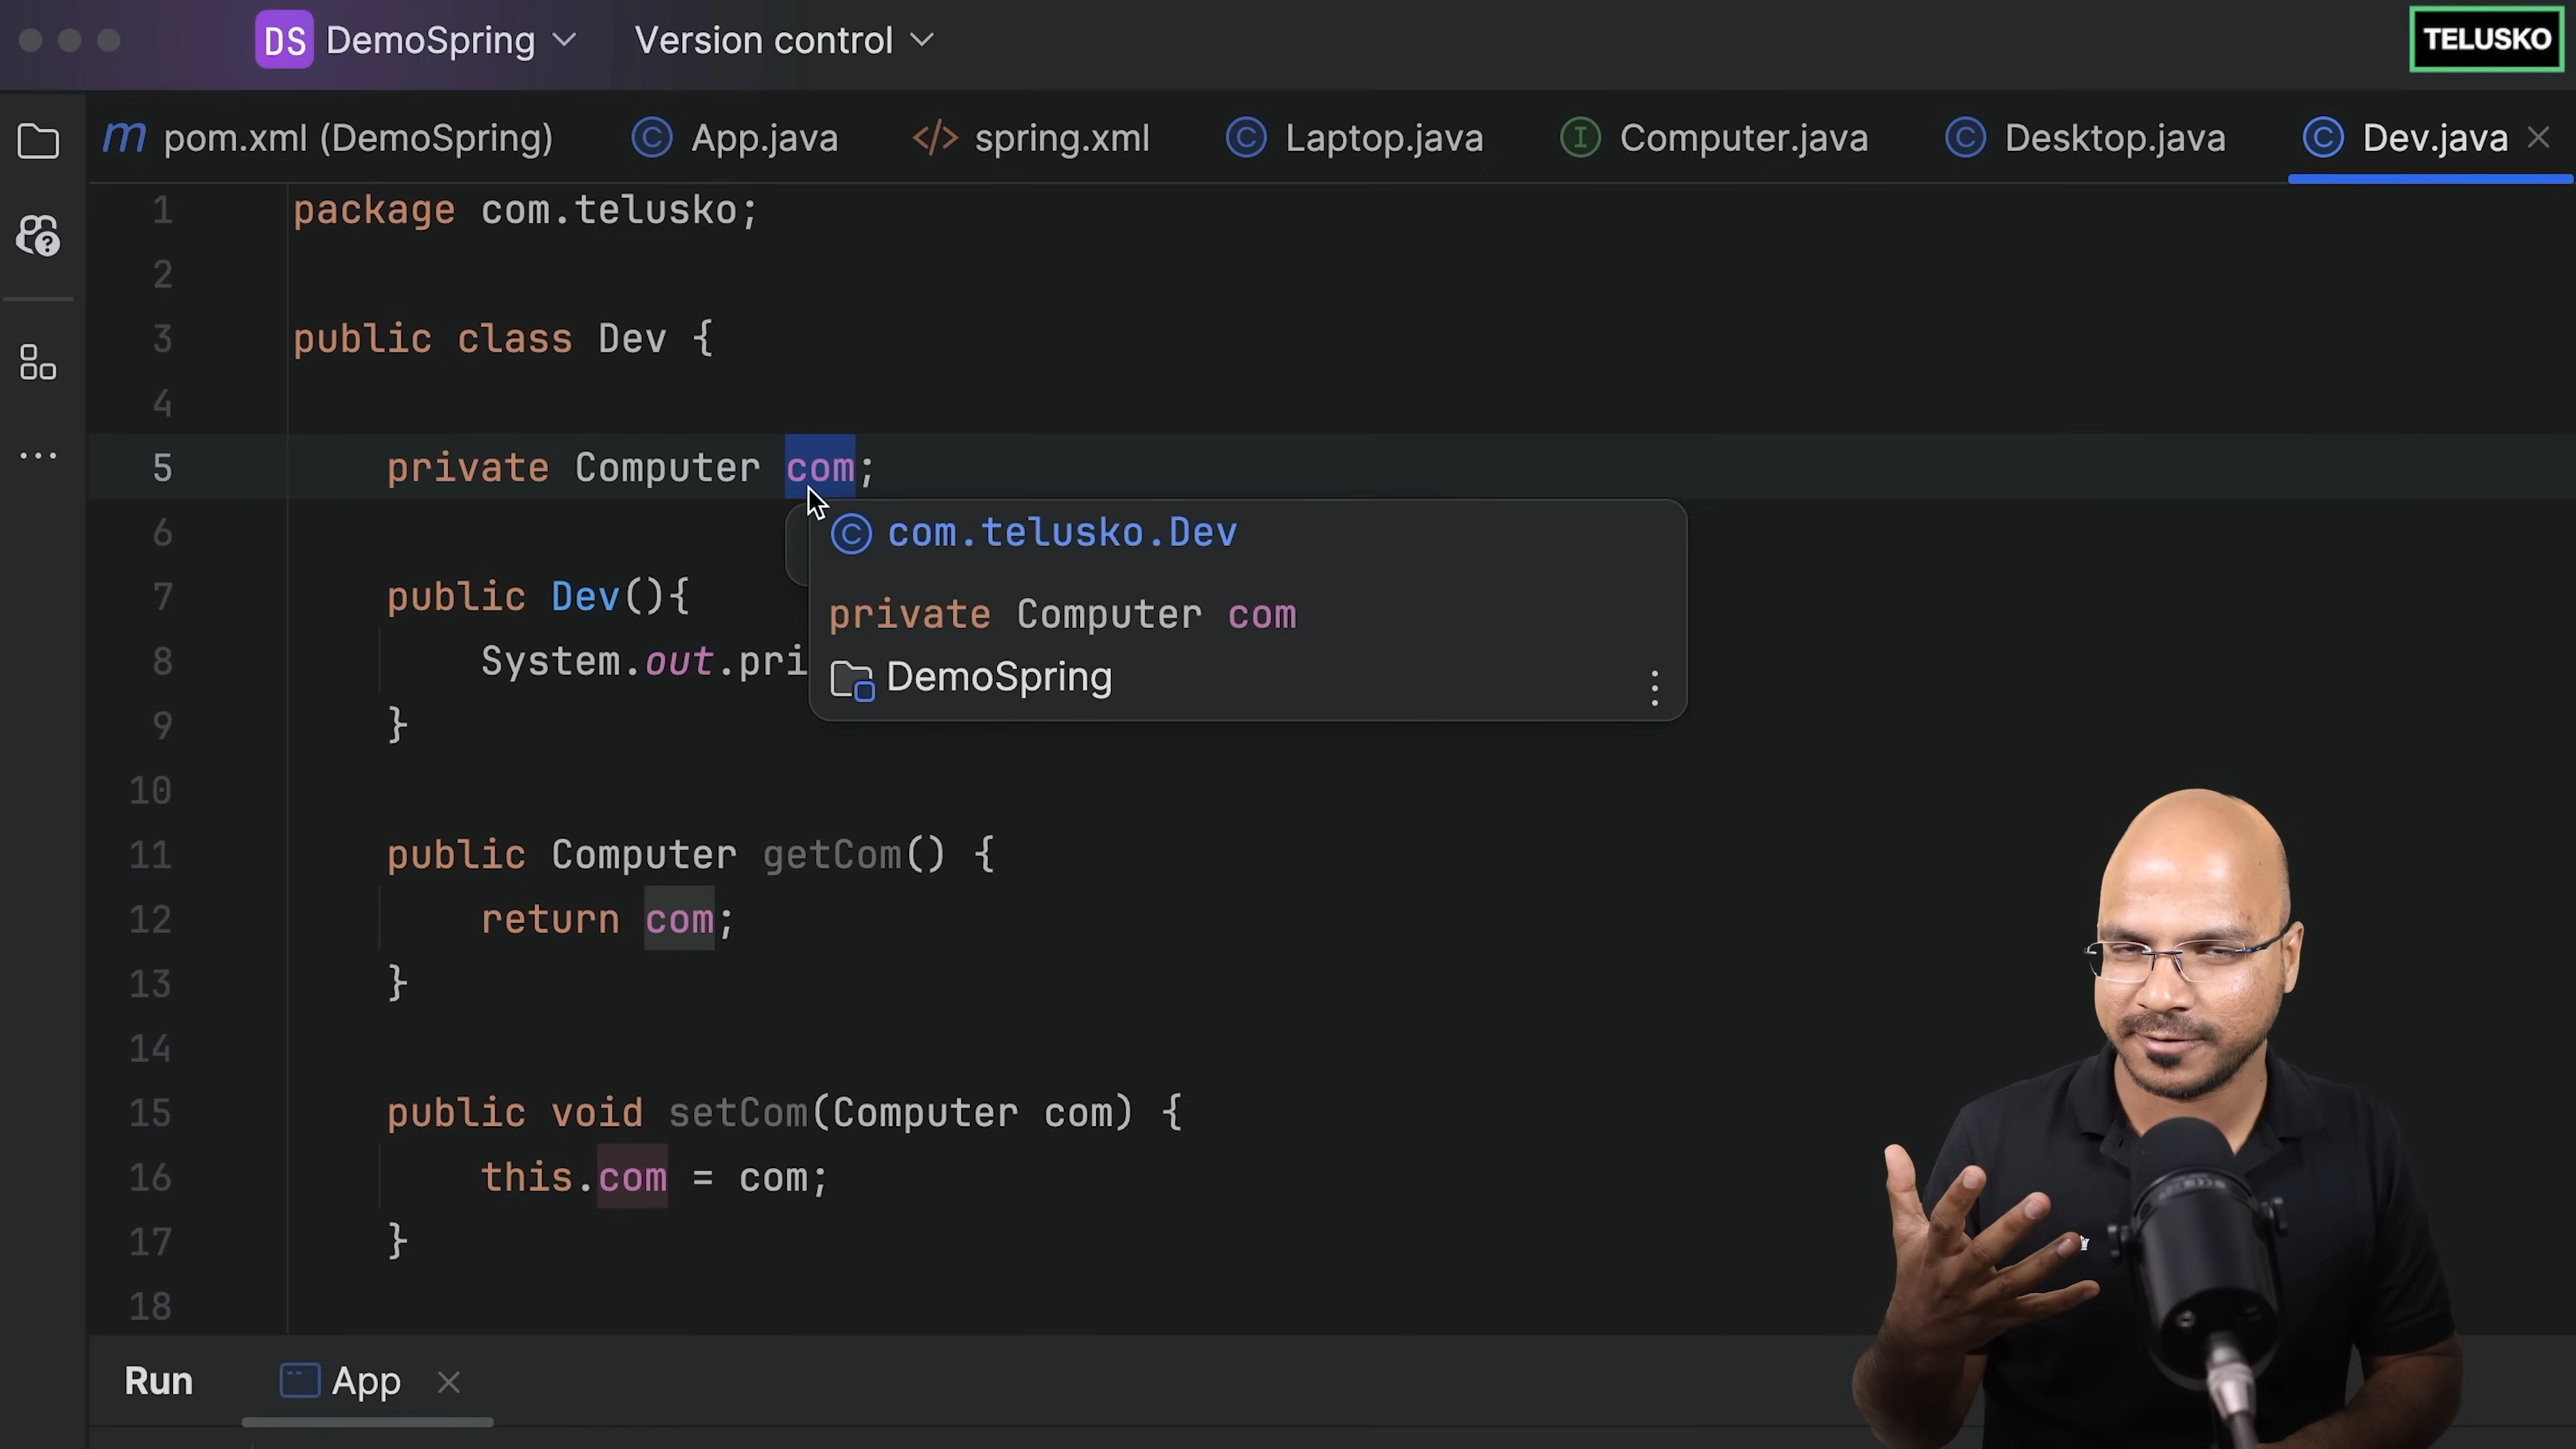 DS DemoSpring Version control TELUSKO
m pom.xml (DemoSpring) C App.java </> spring.xml C Laptop.java I Computer.java C Desktop.java C Dev.java
1 package com.telusko;
2
3 public class Dev {
4
5 private Computer com;
C com.telusko.Dev
6
7 public Dev(){
private Computer com
8 System.out.pri
DemoSpring
9 }
10
11 public Computer getCom() {
12 return com;
13 }
14
15 public void setCom(Computer com) {
16 this.com = com;
17 }
18
Run App